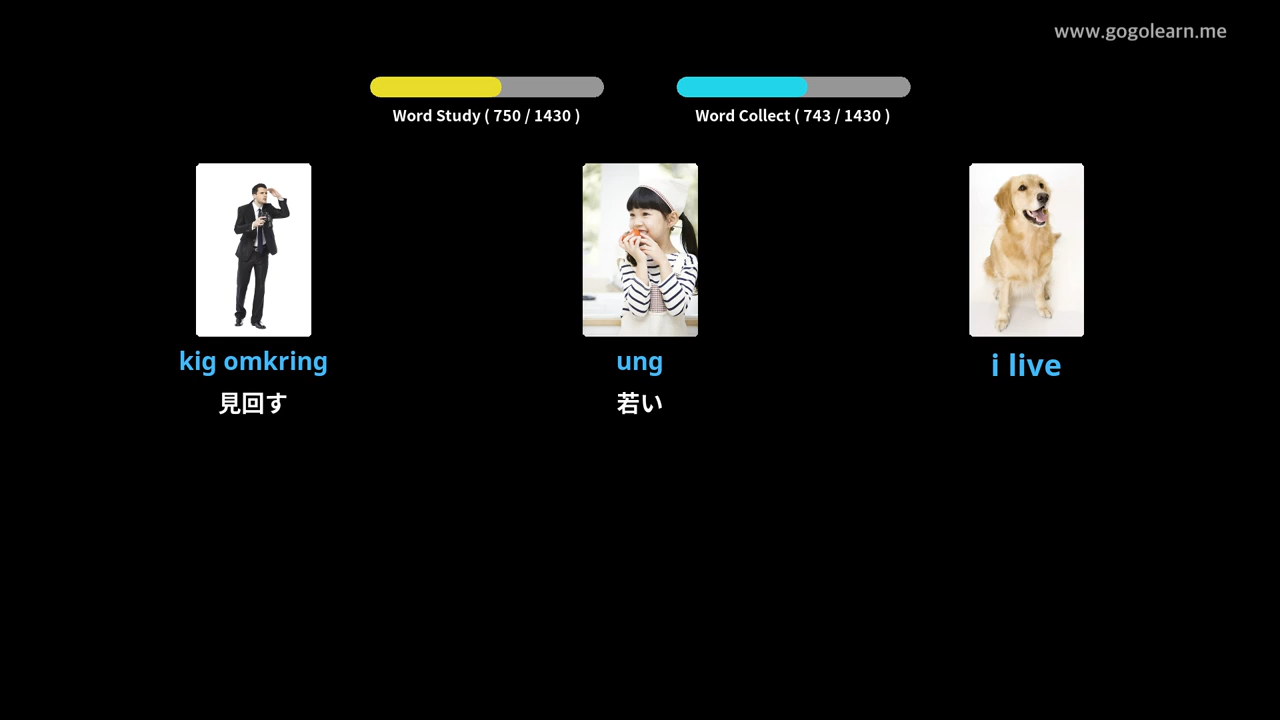 www.gogolearn.me
Word Study ( 750 / 1430 )
Word Collect ( 743 / 1430 )
kig omkring
見回す
ung
若い
i live